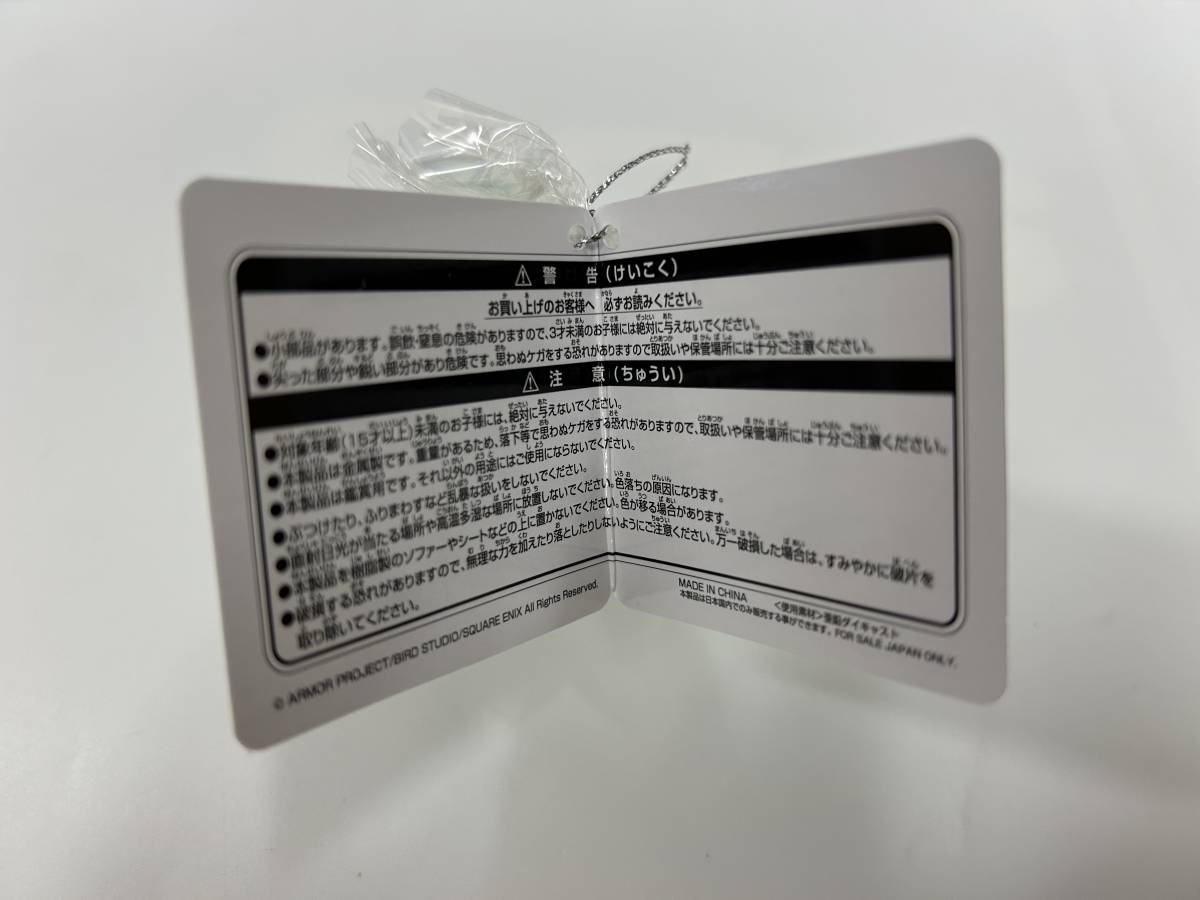 ⚠ 警 告(けいこく)
お買い上げのお客様へ 必ずお読みください。
●小部品があります。誤飲・窒息の危険がありますので、3才未満のお子様には絶対に与えないでください。
●尖った部分や鋭い部分があり危険です。思わぬケガをする恐れがありますので取扱いや保管場所には十分ご注意ください。
⚠ 注 意(ちゅうい)
●対象年齢(15才以上)未満のお子様には、絶対に与えないでください。
●本製品は金属製です。重量があるため、落下等で思わぬケガをする恐れがありますので、取扱いや保管場所には十分ご注意ください。
●本製品は鑑賞用です。それ以外の用途にはご使用にならないでください。
●ぶつけたり、ふりまわすなど乱暴な扱いをしないでください。
●直射日光が当たる場所や高温多湿な場所に放置しないでください。色落ちの原因になります。
●本製品を樹脂製のソファーやシートなどの上に置かないでください。色が移る場合があります。
●破損する恐れがありますので、無理な力を加えたり落としたりしないようにご注意ください。万一破損した場合は、すみやかに破片を
取り除いてください。
© ARMOR PROJECT/BIRD STUDIO/SQUARE ENIX All Rights Reserved.
MADE IN CHINA 〈使用素材〉亜鉛ダイキャスト
本製品は日本国内でのみ販売する事ができます。FOR SALE JAPAN ONLY.